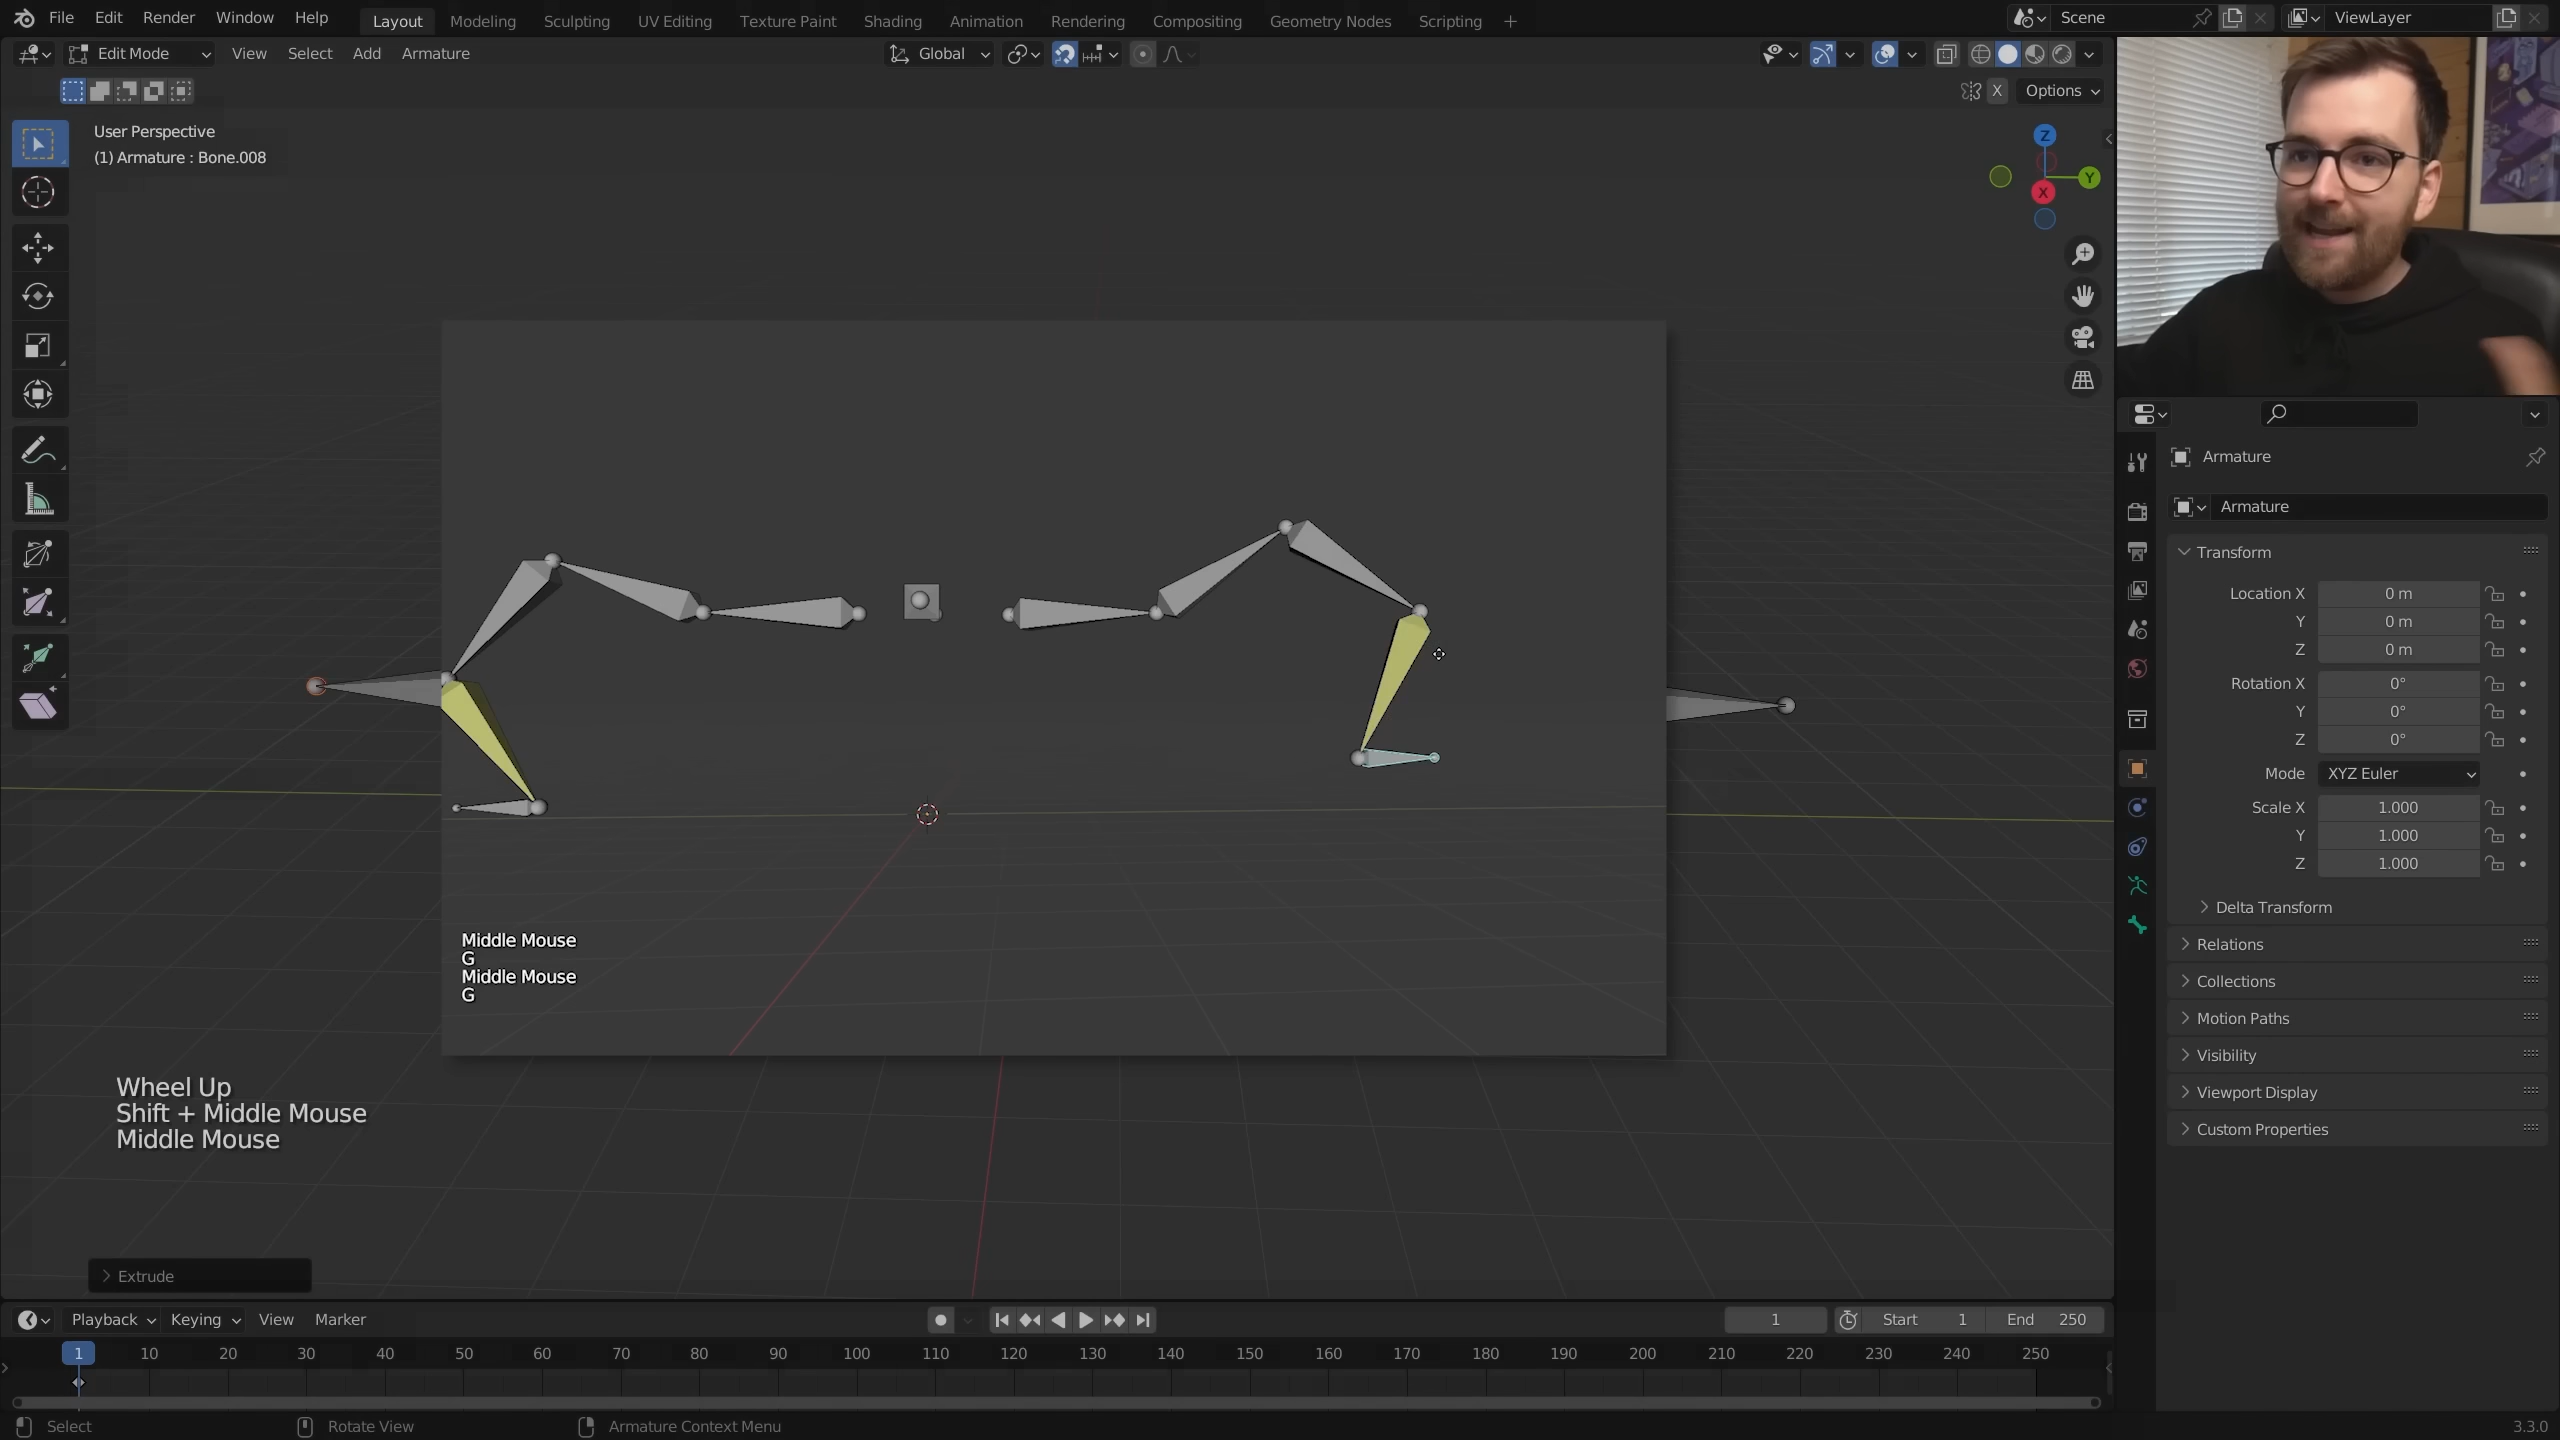 File Edit Render Window Help Layout Modeling Sculpting UV Editing Texture Paint Shading Animation Rendering Compositing Geometry Nodes Scripting + Scene ViewLayer
Edit Mode View Select Add Armature Global
X Options
User Perspective
(1) Armature : Bone.008
Z
Y
X
Armature
Armature
Transform
Location X 0 m
Y 0 m
Z 0 m
Rotation X 0°
Y 0°
Z 0°
Mode XYZ Euler
Scale X 1.000
Y 1.000
Z 1.000
Delta Transform
Relations
Collections
Motion Paths
Visibility
Viewport Display
Custom Properties
Middle Mouse
G
Middle Mouse
G
Wheel Up
Shift + Middle Mouse
Middle Mouse
Extrude
Playback Keying View Marker 1 Start 1 End 250
1 10 20 30 40 50 60 70 80 90 100 110 120 130 140 150 160 170 180 190 200 210 220 230 240 250
Select Rotate View Armature Context Menu 3.3.0